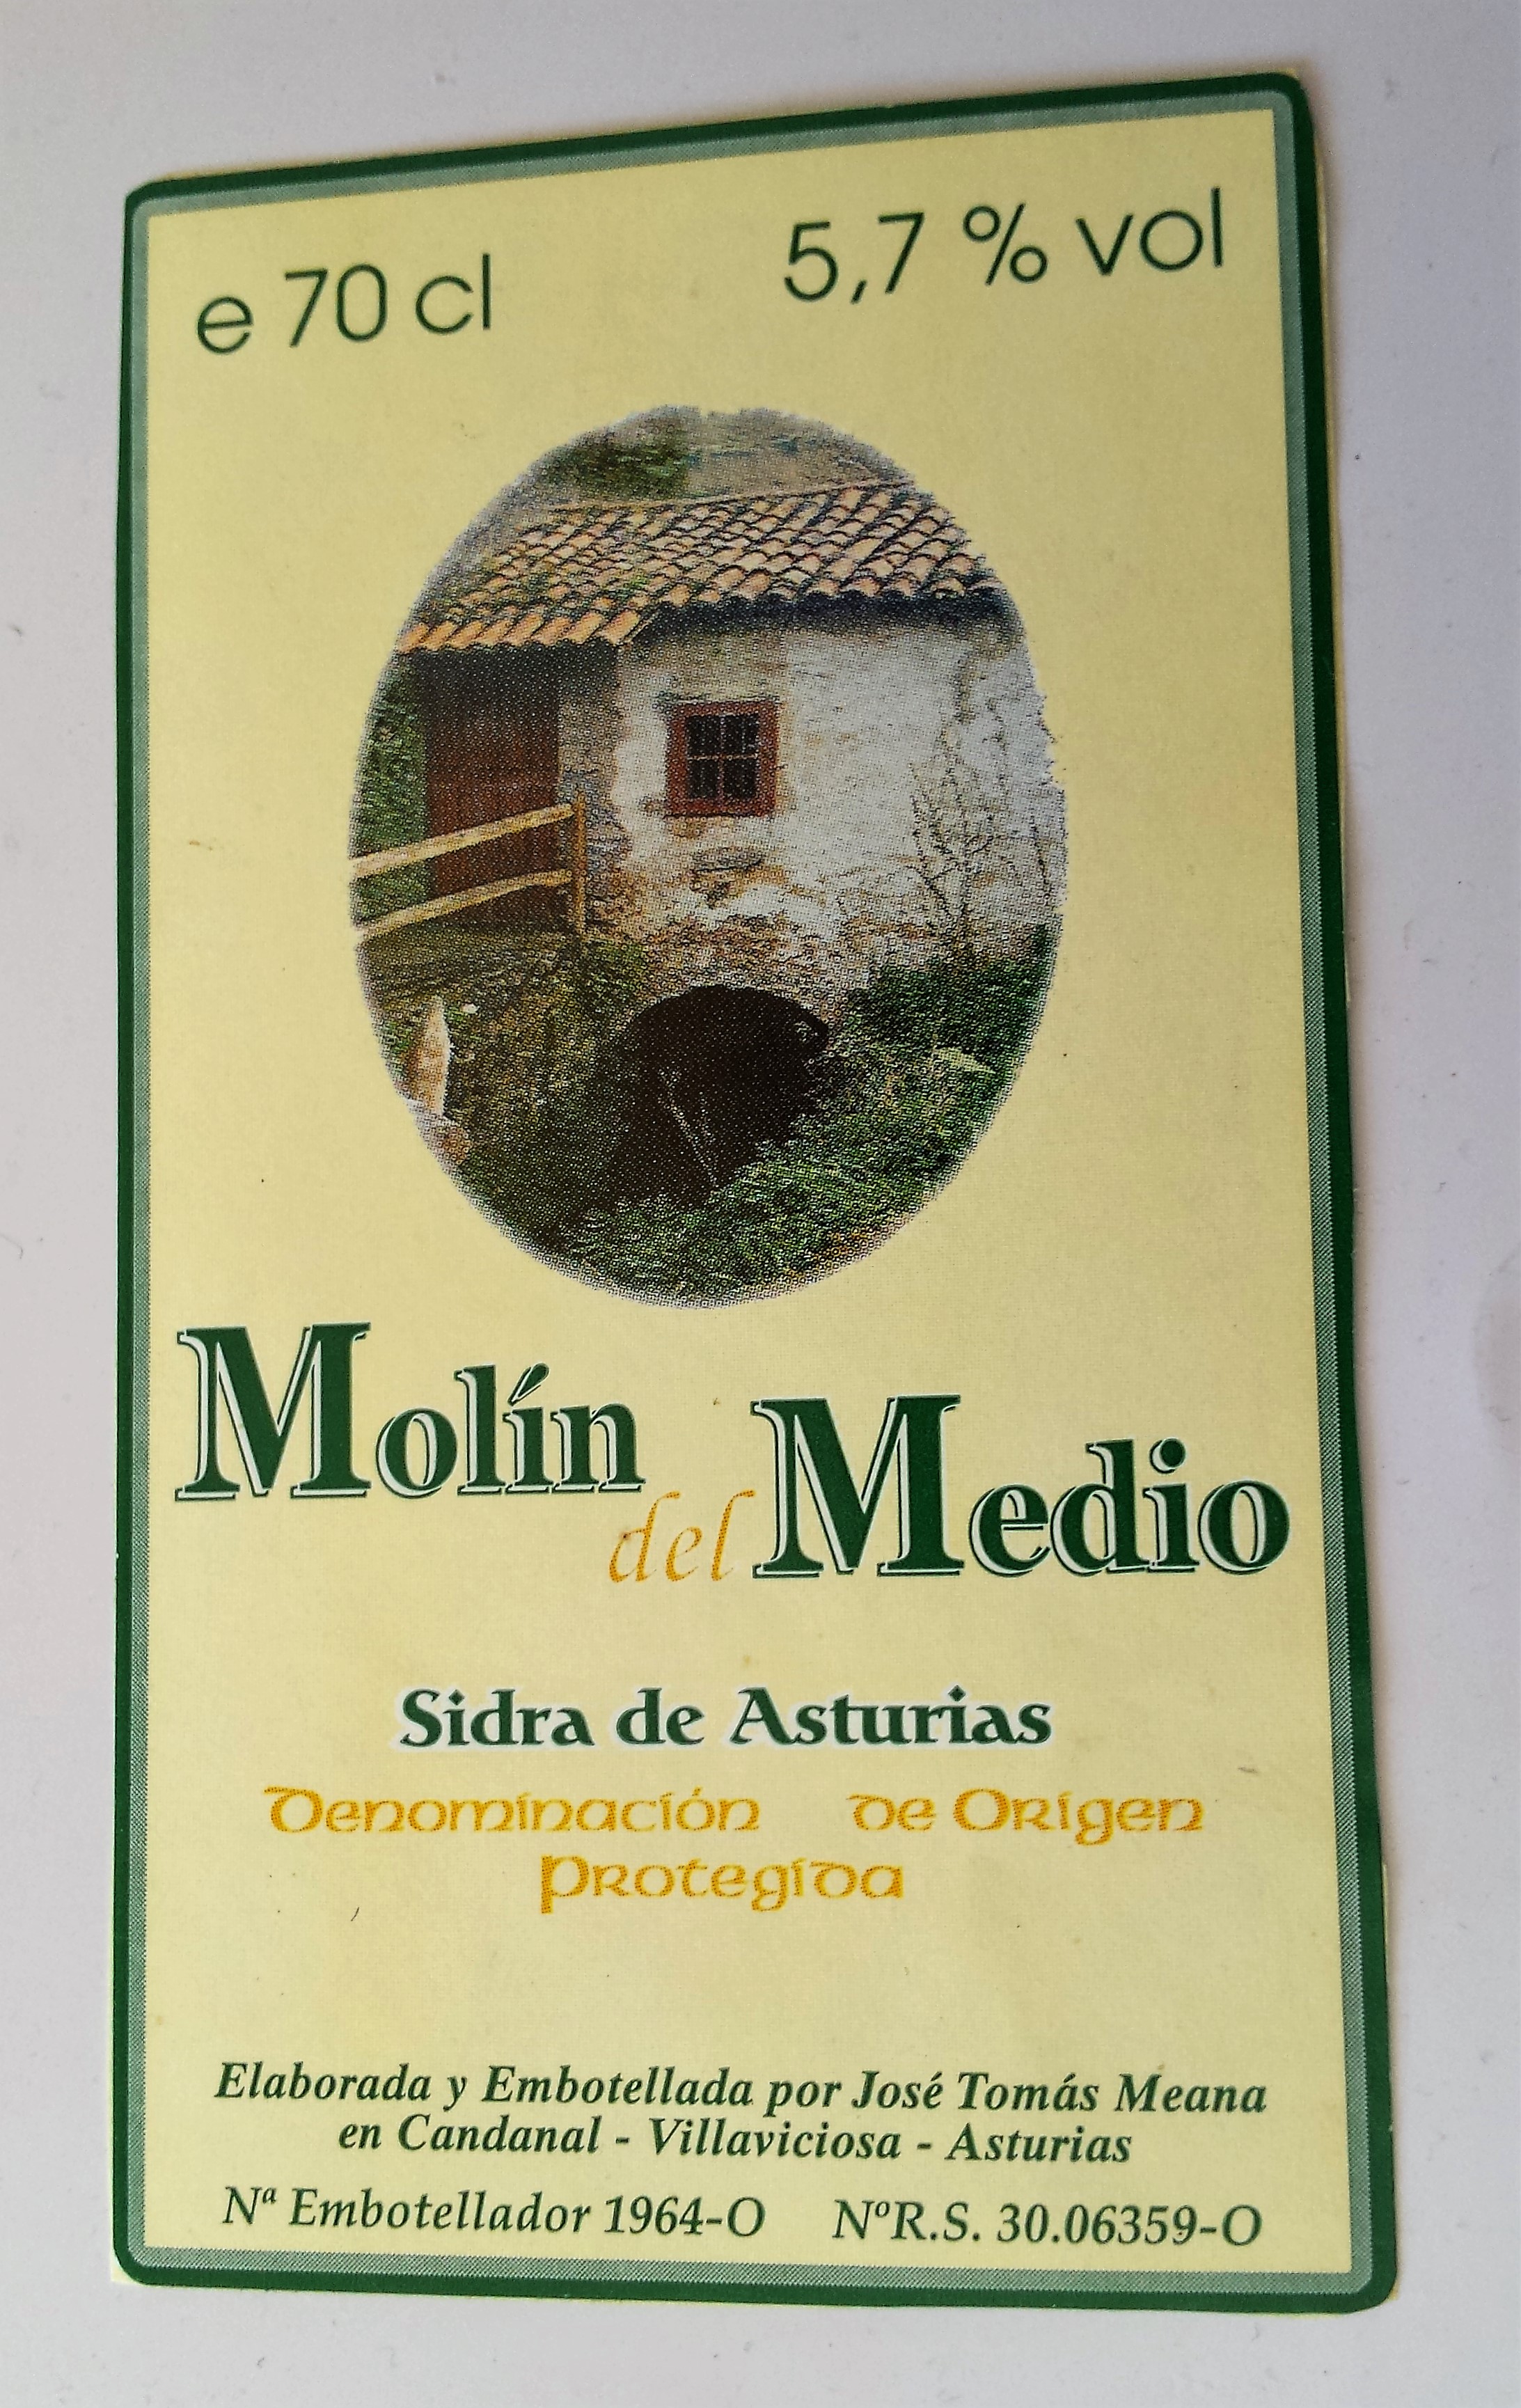 e 70 cl 5,7 % vol
Molín
del Medio
Sidra de Asturias
Denominación de Origen
Protegida
Elaborada y Embotellada por José Tomás Meana
en Candanal - Villaviciosa - Asturias
Nª Embotellador 1964-O NºR.S. 30.06359-O